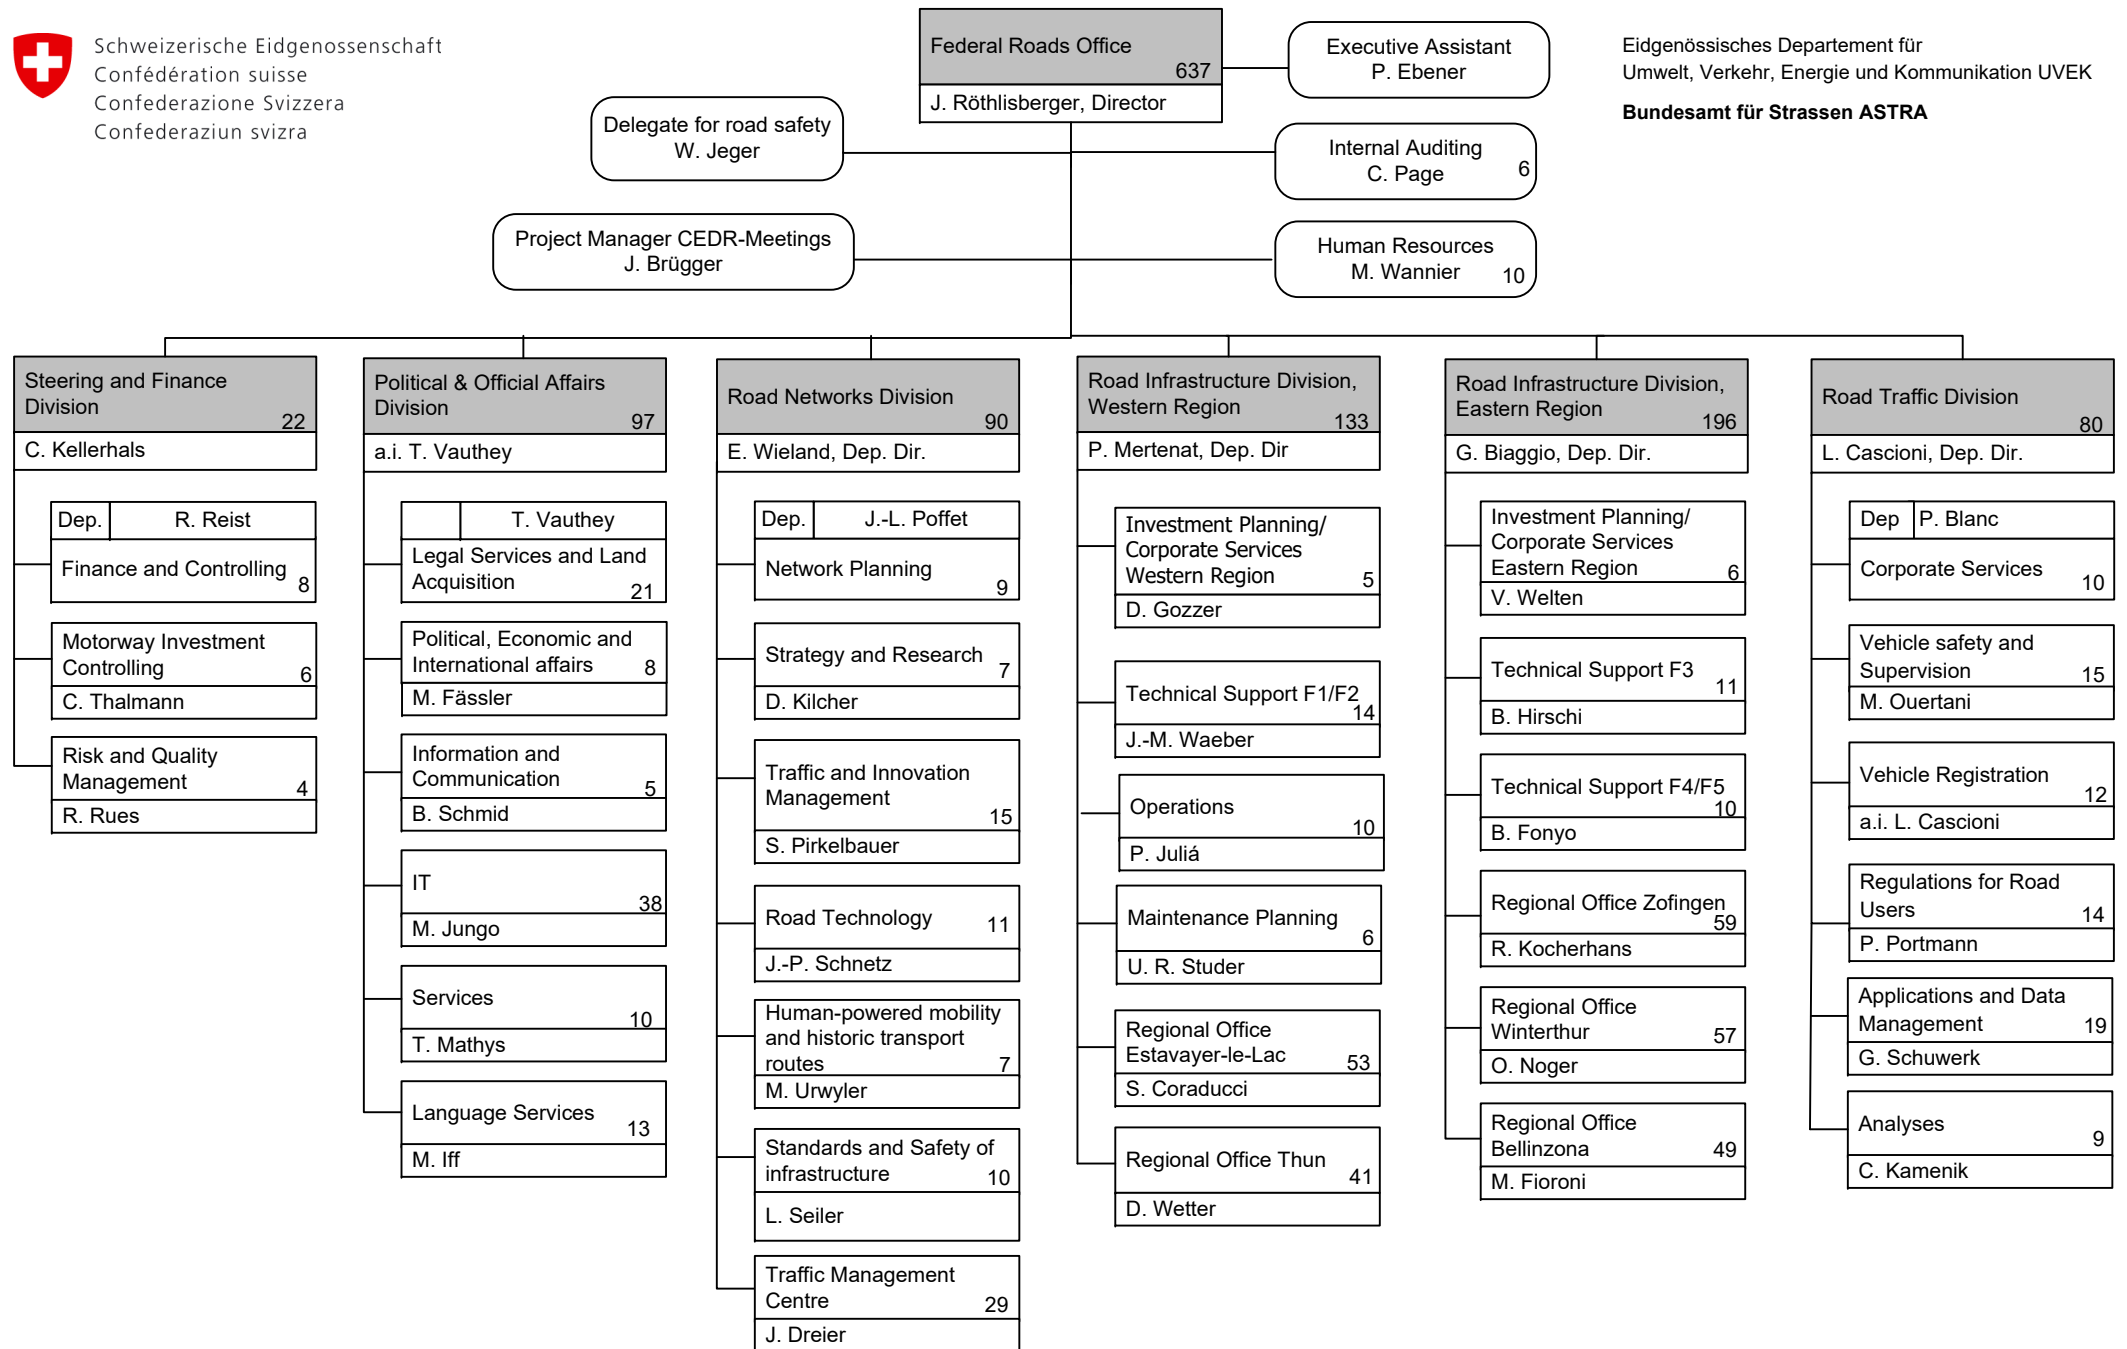 Schweizerische Eidgenossenschaft
Confédération suisse
Confederazione Svizzera
Confederaziun svizra
Federal Roads Office
637
J. Röthlisberger, Director
Executive Assistant
P. Ebener
Eidgenössisches Departement für
Umwelt, Verkehr, Energie und Kommunikation UVEK
Bundesamt für Strassen ASTRA
Delegate for road safety
W. Jeger
Internal Auditing
C. Page
6
Project Manager CEDR-Meetings
J. Brügger
Human Resources
M. Wannier
10
Steering and Finance
Division
22
C. Kellerhals
Dep.
R. Reist
Finance and Controlling
8
Motorway Investment
Controlling
6
C. Thalmann
Risk and Quality
Management
4
R. Rues
Political & Official Affairs
Division
97
a.i. T. Vauthey
T. Vauthey
Legal Services and Land
Acquisition
21
Political, Economic and
International affairs
8
M. Fässler
Information and
Communication
5
B. Schmid
IT
38
M. Jungo
Services
10
T. Mathys
Language Services
13
M. Iff
Road Networks Division
90
E. Wieland, Dep. Dir.
Dep.
J.-L. Poffet
Network Planning
9
Strategy and Research
7
D. Kilcher
Traffic and Innovation
Management
15
S. Pirkelbauer
Road Technology
11
J.-P. Schnetz
Human-powered mobility
and historic transport
routes
7
M. Urwyler
Standards and Safety of
infrastructure
10
L. Seiler
Traffic Management
Centre
29
J. Dreier
Road Infrastructure Division,
Western Region
133
P. Mertenat, Dep. Dir
Investment Planning/
Corporate Services
Western Region
5
D. Gozzer
Technical Support F1/F2
14
J.-M. Waeber
Operations
10
P. Juliá
Maintenance Planning
6
U. R. Studer
Regional Office
Estavayer-le-Lac
53
S. Coraducci
Regional Office Thun
41
D. Wetter
Road Infrastructure Division,
Eastern Region
196
G. Biaggio, Dep. Dir.
Investment Planning/
Corporate Services
Eastern Region
6
V. Welten
Technical Support F3
11
B. Hirschi
Technical Support F4/F5
10
B. Fonyo
Regional Office Zofingen
59
R. Kocherhans
Regional Office
Winterthur
57
O. Noger
Regional Office
Bellinzona
49
M. Fioroni
Road Traffic Division
80
L. Cascioni, Dep. Dir.
Dep
P. Blanc
Corporate Services
10
Vehicle safety and
Supervision
15
M. Ouertani
Vehicle Registration
12
a.i. L. Cascioni
Regulations for Road
Users
14
P. Portmann
Applications and Data
Management
19
G. Schuwerk
Analyses
9
C. Kamenik